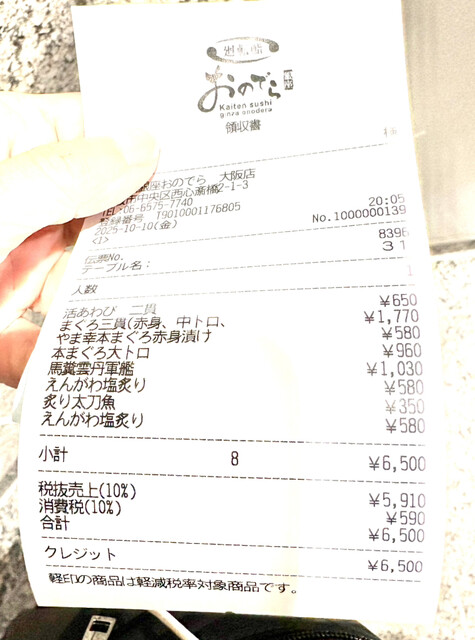 廻転鮨
おのでら
銀座
Kaiten sushi
ginza onodera
領収書
様
銀座おのでら 大阪店
市中央区西心斎橋2-1-3
TEL:06-6575-7740
登録番号 T9010001176805
2025-10-10(金) 20:05
<1> No.1000000139
伝票No. 8396
テーブル名: 31
人数 1
活あわび 二貫 ¥650
まぐろ三貫(赤身、中トロ、 ¥1,770
やま幸本まぐろ赤身漬け ¥580
本まぐろ大トロ ¥960
馬糞雲丹軍艦 ¥1,030
えんがわ塩炙り ¥580
炙り太刀魚 ¥350
えんがわ塩炙り ¥580
小計 8 ¥6,500
税抜売上(10%) ¥5,910
消費税(10%) ¥590
合計 ¥6,500
クレジット ¥6,500
軽印の商品は軽減税率対象商品です。